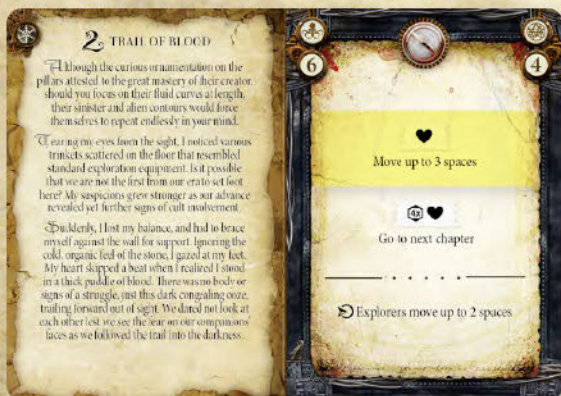 2 TRAIL OF BLOOD
Although the curious ornamentation on the
pillars attested to the great mastery of their creator,
should you focus on their fluid curves at length,
their sinister and alien contours would force
themselves to repeat endlessly in your mind.
Tearing my eyes from the sight, I noticed various
trinkets scattered on the floor that resembled
standard exploration equipment. Is it possible
that we are not the first from our era to set foot
here? My suspicions grew stronger as our advance
revealed yet further signs of cult involvement.
Suddenly, I lost my balance, and had to brace
myself against the wall for support. Ignoring the
cold, organic feel of the stone, I gazed at my feet.
My heart skipped a beat when I realized I stood
in a thick puddle of blood. There was no body or
signs of a struggle, just this dark congealing ooze,
trailing forward out of sight. We dared not look at
each other lest we see the fear on our companions'
faces as we followed the trail into the darkness.
6
4
Move up to 3 spaces
4X
Go to next chapter
Explorers move up to 2 spaces